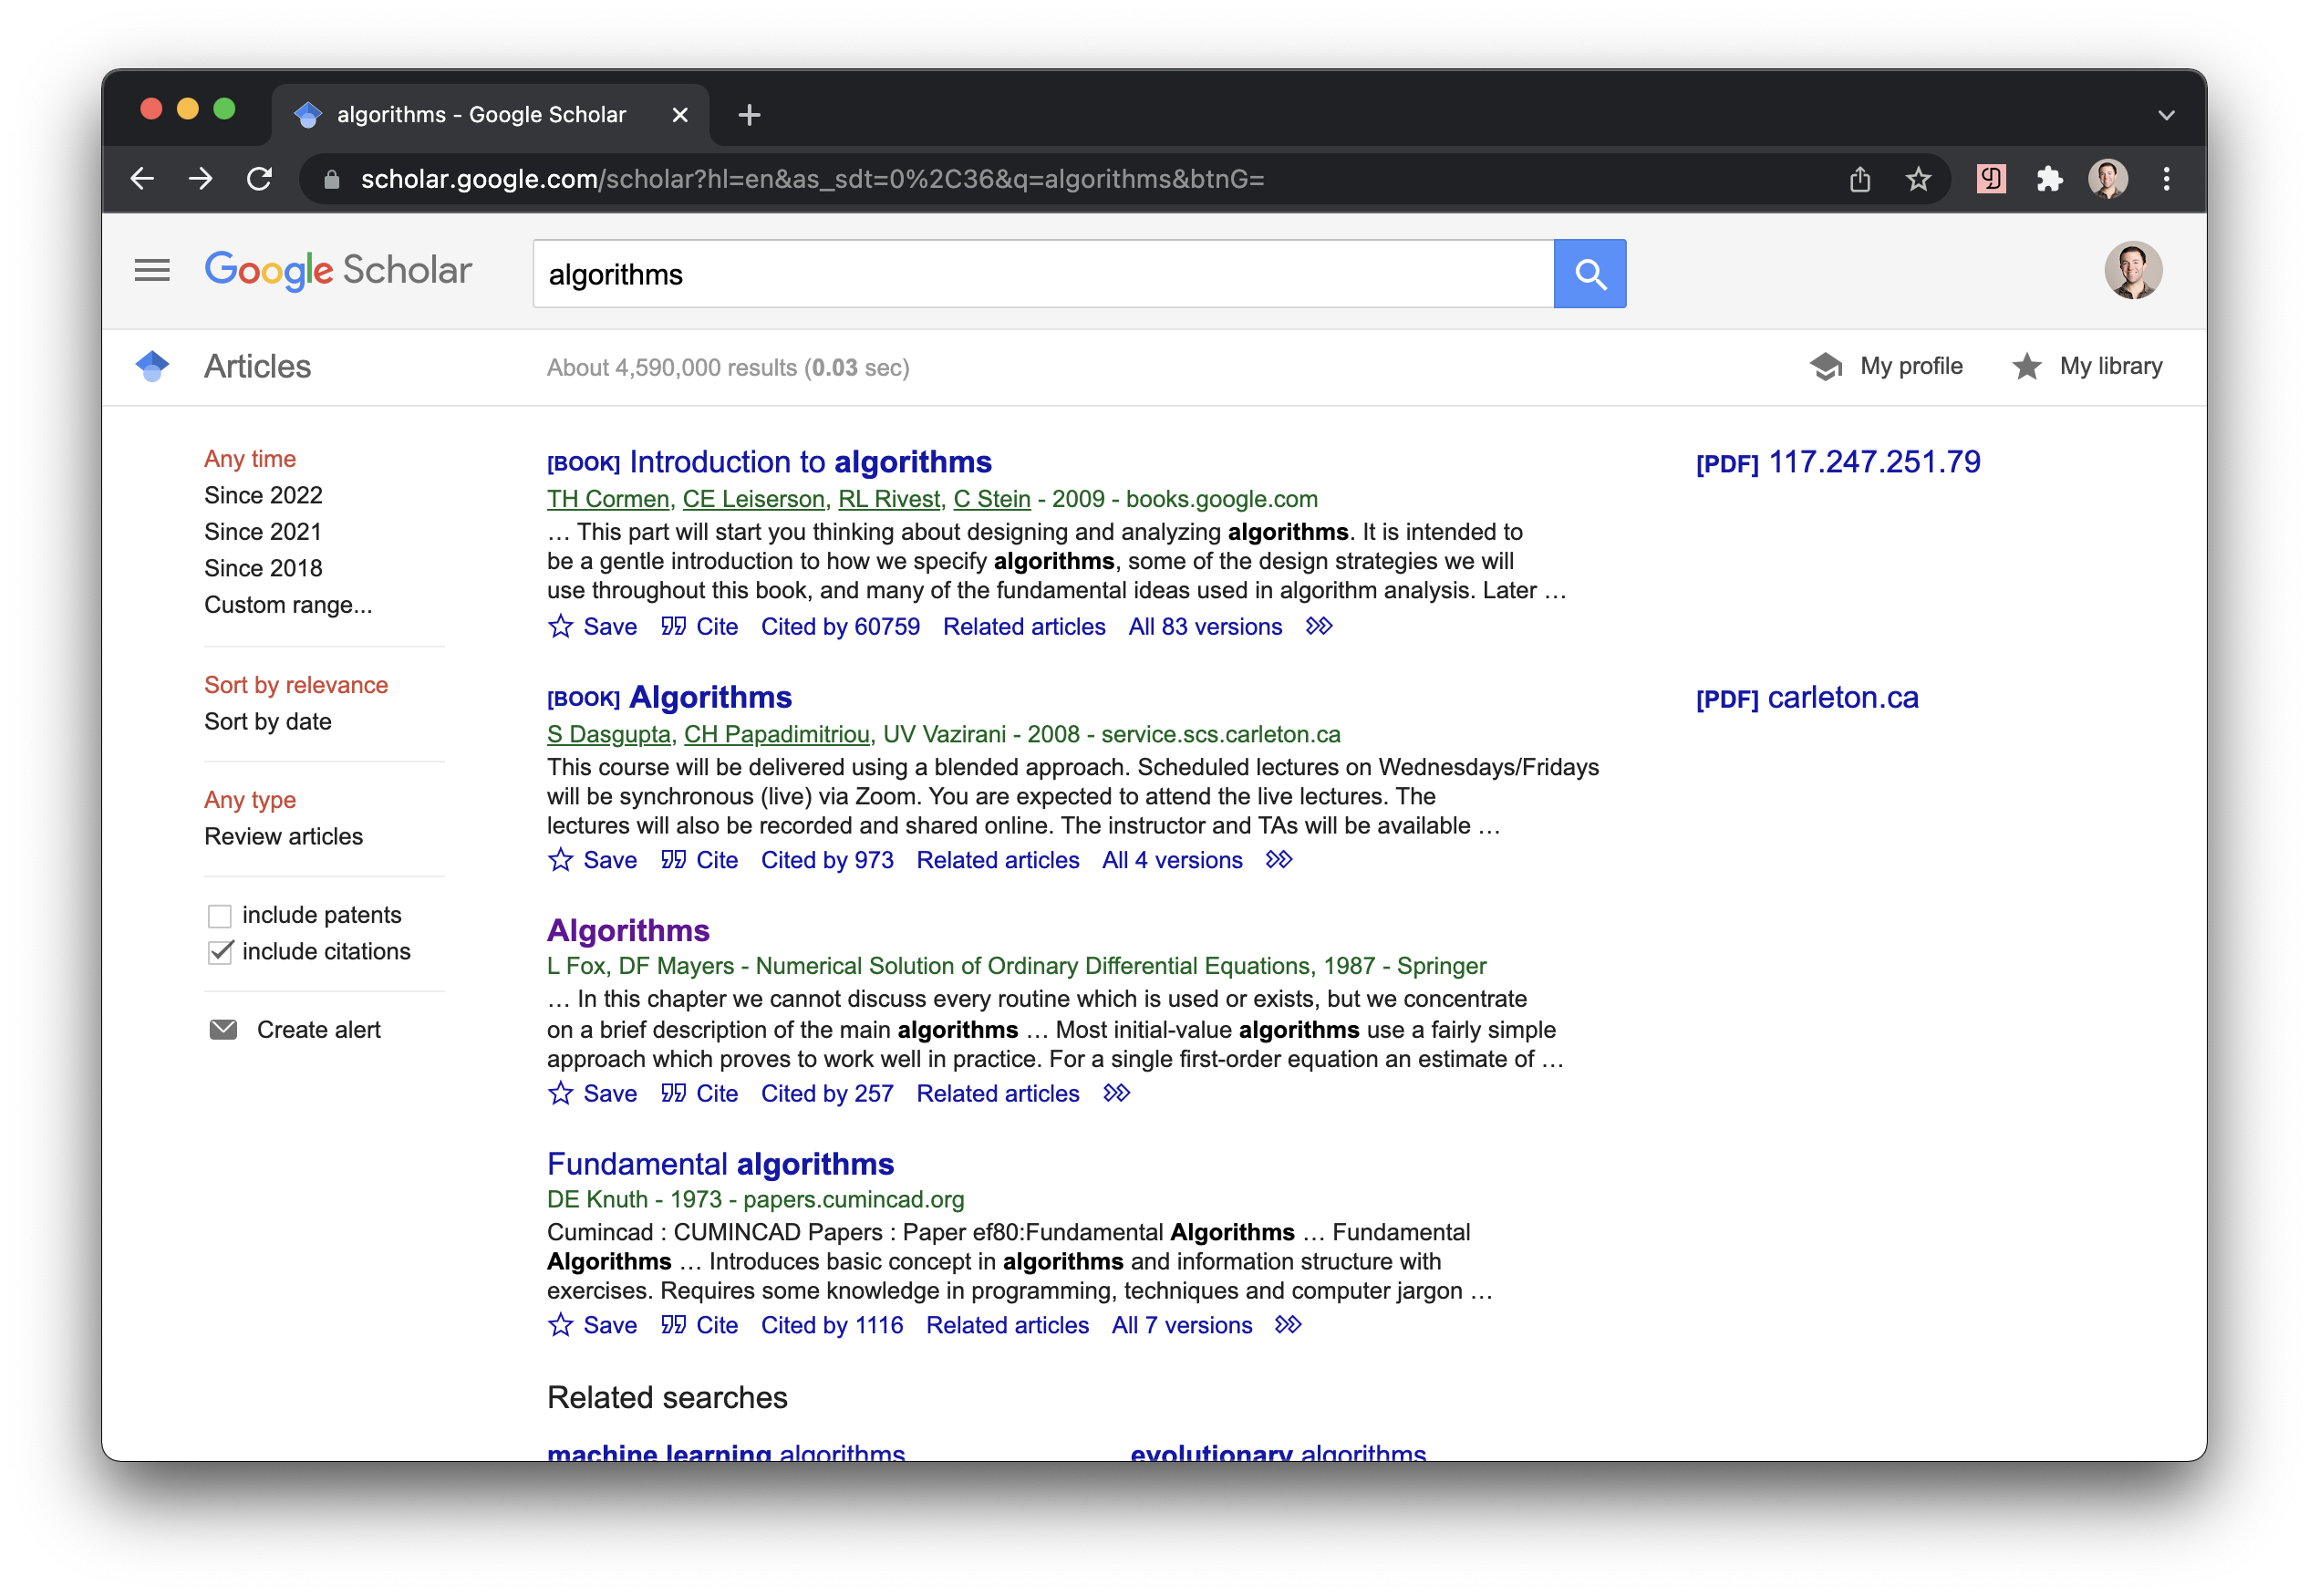 algorithms - Google Scholar
scholar.google.com/scholar?hl=en&as_sdt=0%2C36&q=algorithms&btnG=
Google Scholar
algorithms
Articles
About 4,590,000 results (0.03 sec)
My profile
My library
Any time
Since 2022
Since 2021
Since 2018
Custom range...
Sort by relevance
Sort by date
Any type
Review articles
include patents
include citations
Create alert
[BOOK] Introduction to algorithms
TH Cormen, CE Leiserson, RL Rivest, C Stein - 2009 - books.google.com
… This part will start you thinking about designing and analyzing algorithms. It is intended to
be a gentle introduction to how we specify algorithms, some of the design strategies we will
use throughout this book, and many of the fundamental ideas used in algorithm analysis. Later …
Save Cite Cited by 60759 Related articles All 83 versions
[PDF] 117.247.251.79
[BOOK] Algorithms
S Dasgupta, CH Papadimitriou, UV Vazirani - 2008 - service.scs.carleton.ca
This course will be delivered using a blended approach. Scheduled lectures on Wednesdays/Fridays
will be synchronous (live) via Zoom. You are expected to attend the live lectures. The
lectures will also be recorded and shared online. The instructor and TAs will be available …
Save Cite Cited by 973 Related articles All 4 versions
[PDF] carleton.ca
Algorithms
L Fox, DF Mayers - Numerical Solution of Ordinary Differential Equations, 1987 - Springer
… In this chapter we cannot discuss every routine which is used or exists, but we concentrate
on a brief description of the main algorithms … Most initial-value algorithms use a fairly simple
approach which proves to work well in practice. For a single first-order equation an estimate of …
Save Cite Cited by 257 Related articles
Fundamental algorithms
DE Knuth - 1973 - papers.cumincad.org
Cumincad : CUMINCAD Papers : Paper ef80:Fundamental Algorithms … Fundamental
Algorithms … Introduces basic concept in algorithms and information structure with
exercises. Requires some knowledge in programming, techniques and computer jargon …
Save Cite Cited by 1116 Related articles All 7 versions
Related searches
machine learning algorithms
evolutionary algorithms